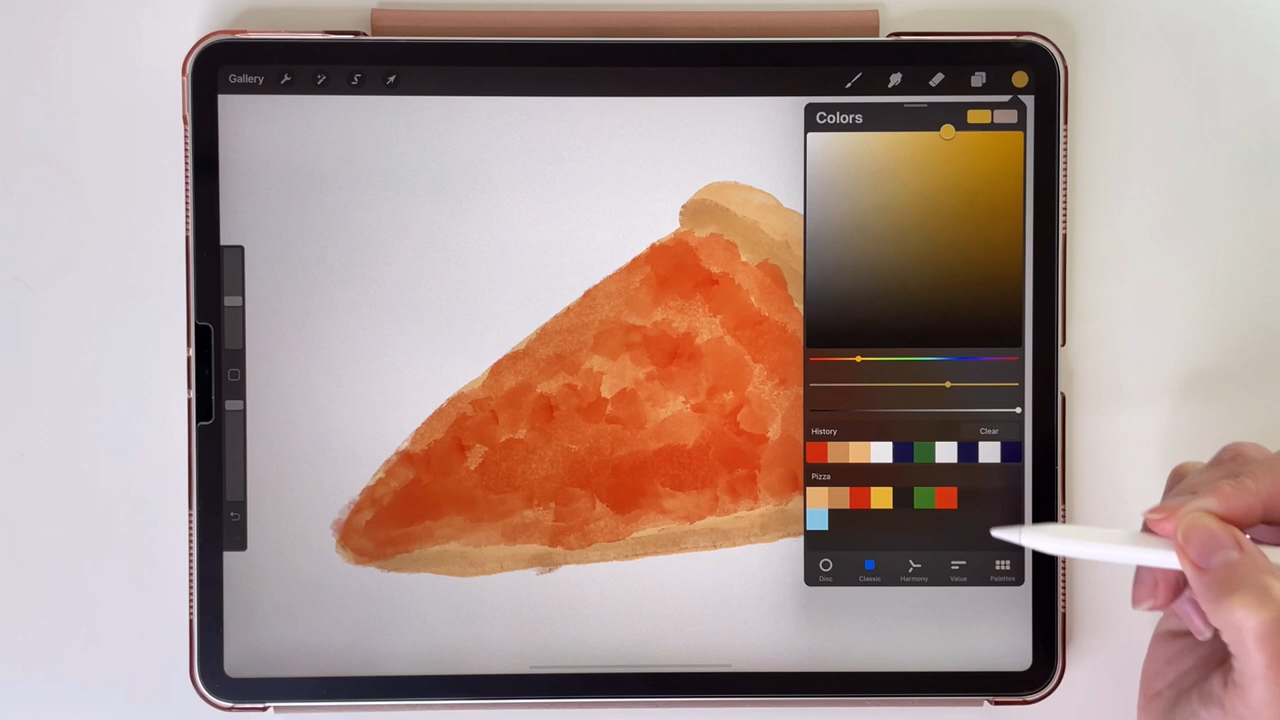 Gallery
Colors
History Clear
Pizza
Disc Classic Harmony Value Palettes